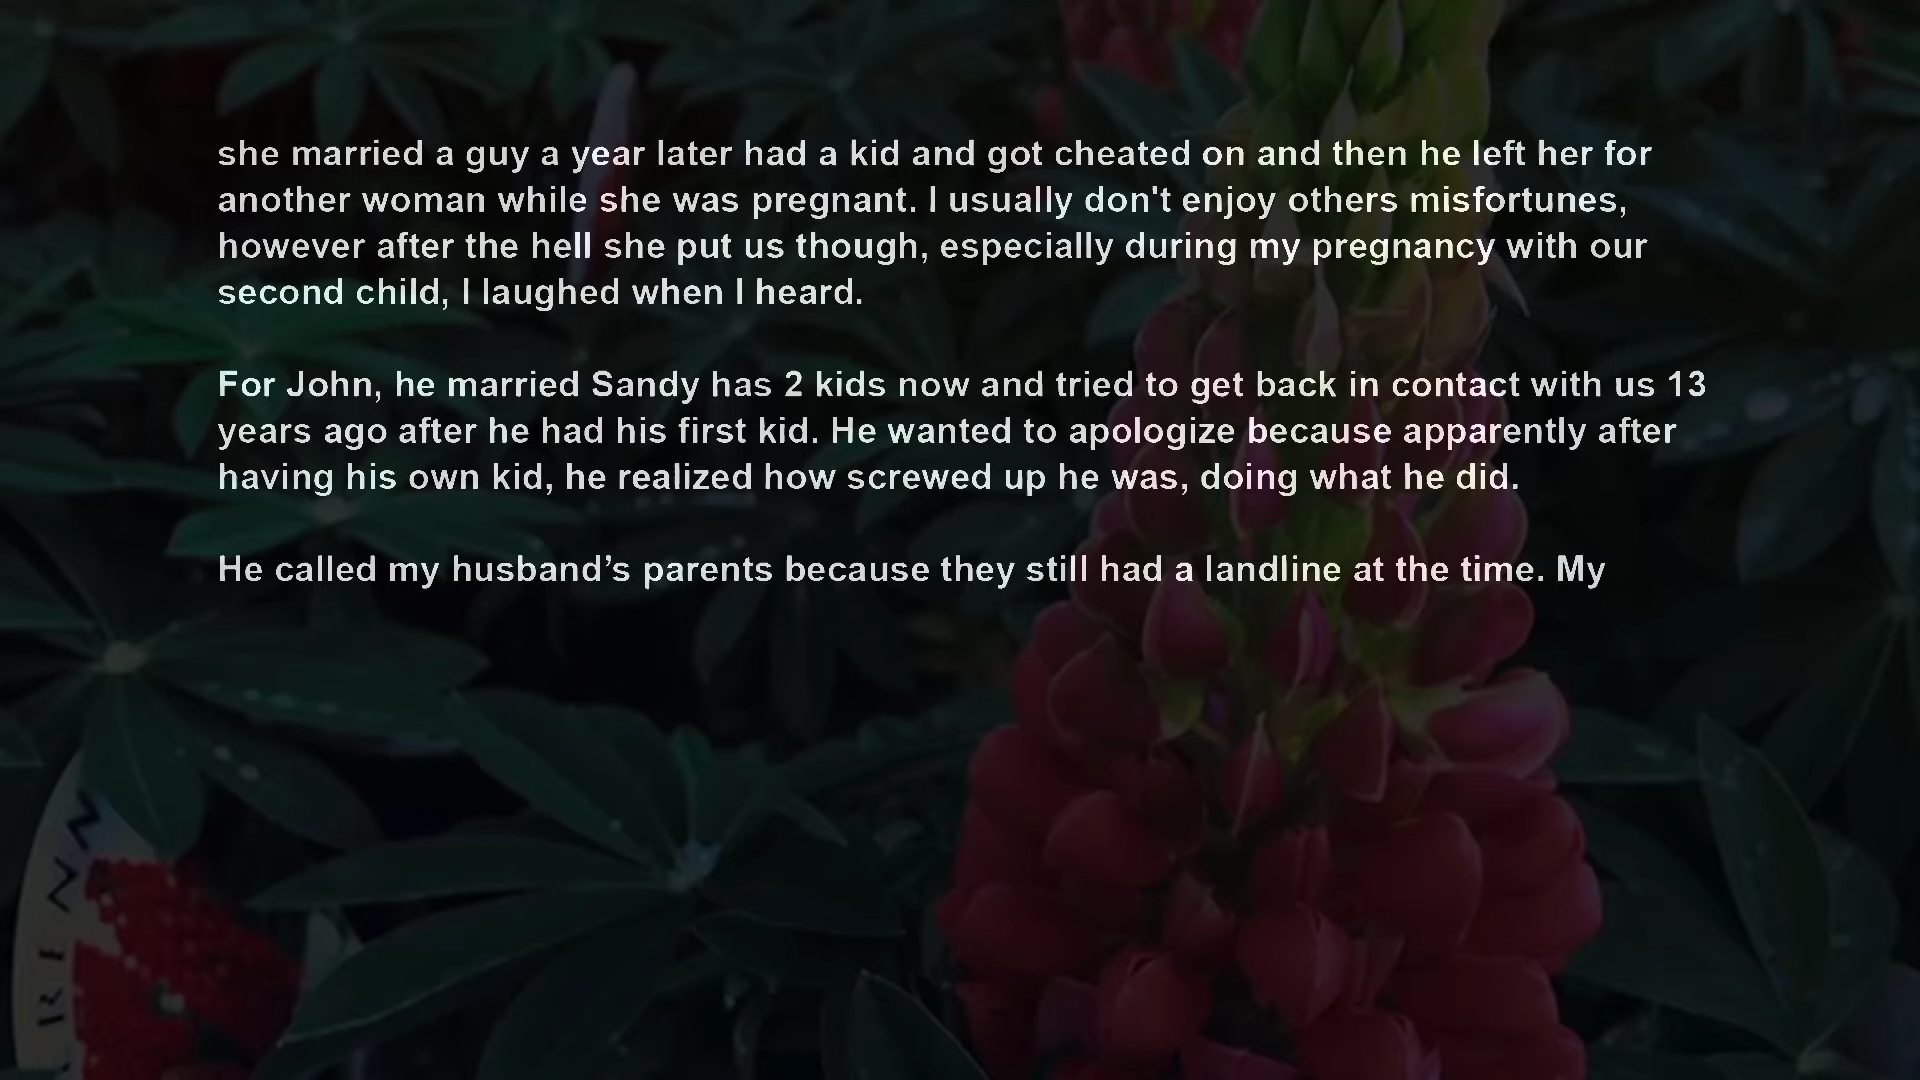 she married a guy a year later had a kid and got cheated on and then he left her for
another woman while she was pregnant. I usually don't enjoy others misfortunes,
however after the hell she put us though, especially during my pregnancy with our
second child, I laughed when I heard.
For John, he married Sandy has 2 kids now and tried to get back in contact with us 13
years ago after he had his first kid. He wanted to apologize because apparently after
having his own kid, he realized how screwed up he was, doing what he did.
He called my husband’s parents because they still had a landline at the time. My